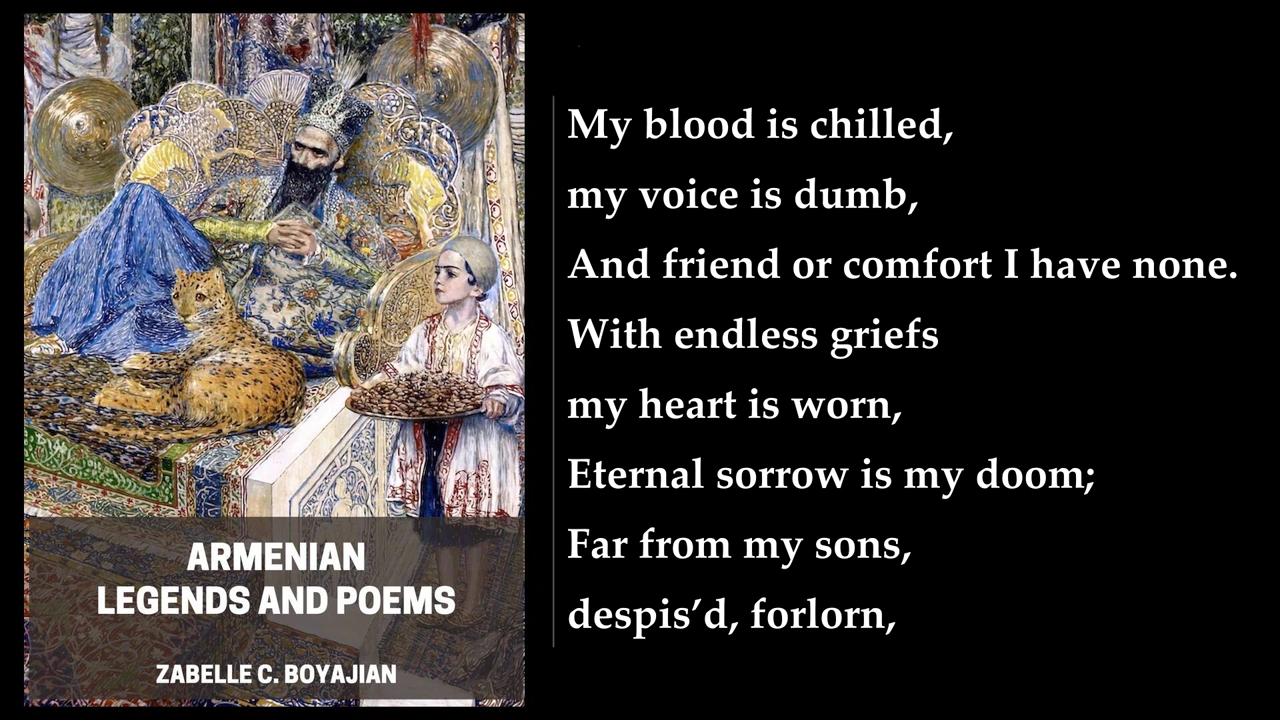 ARMENIAN
LEGENDS AND POEMS
ZABELLE C. BOYAJIAN
My blood is chilled,
my voice is dumb,
And friend or comfort I have none.
With endless griefs
my heart is worn,
Eternal sorrow is my doom;
Far from my sons,
despis’d, forlorn,